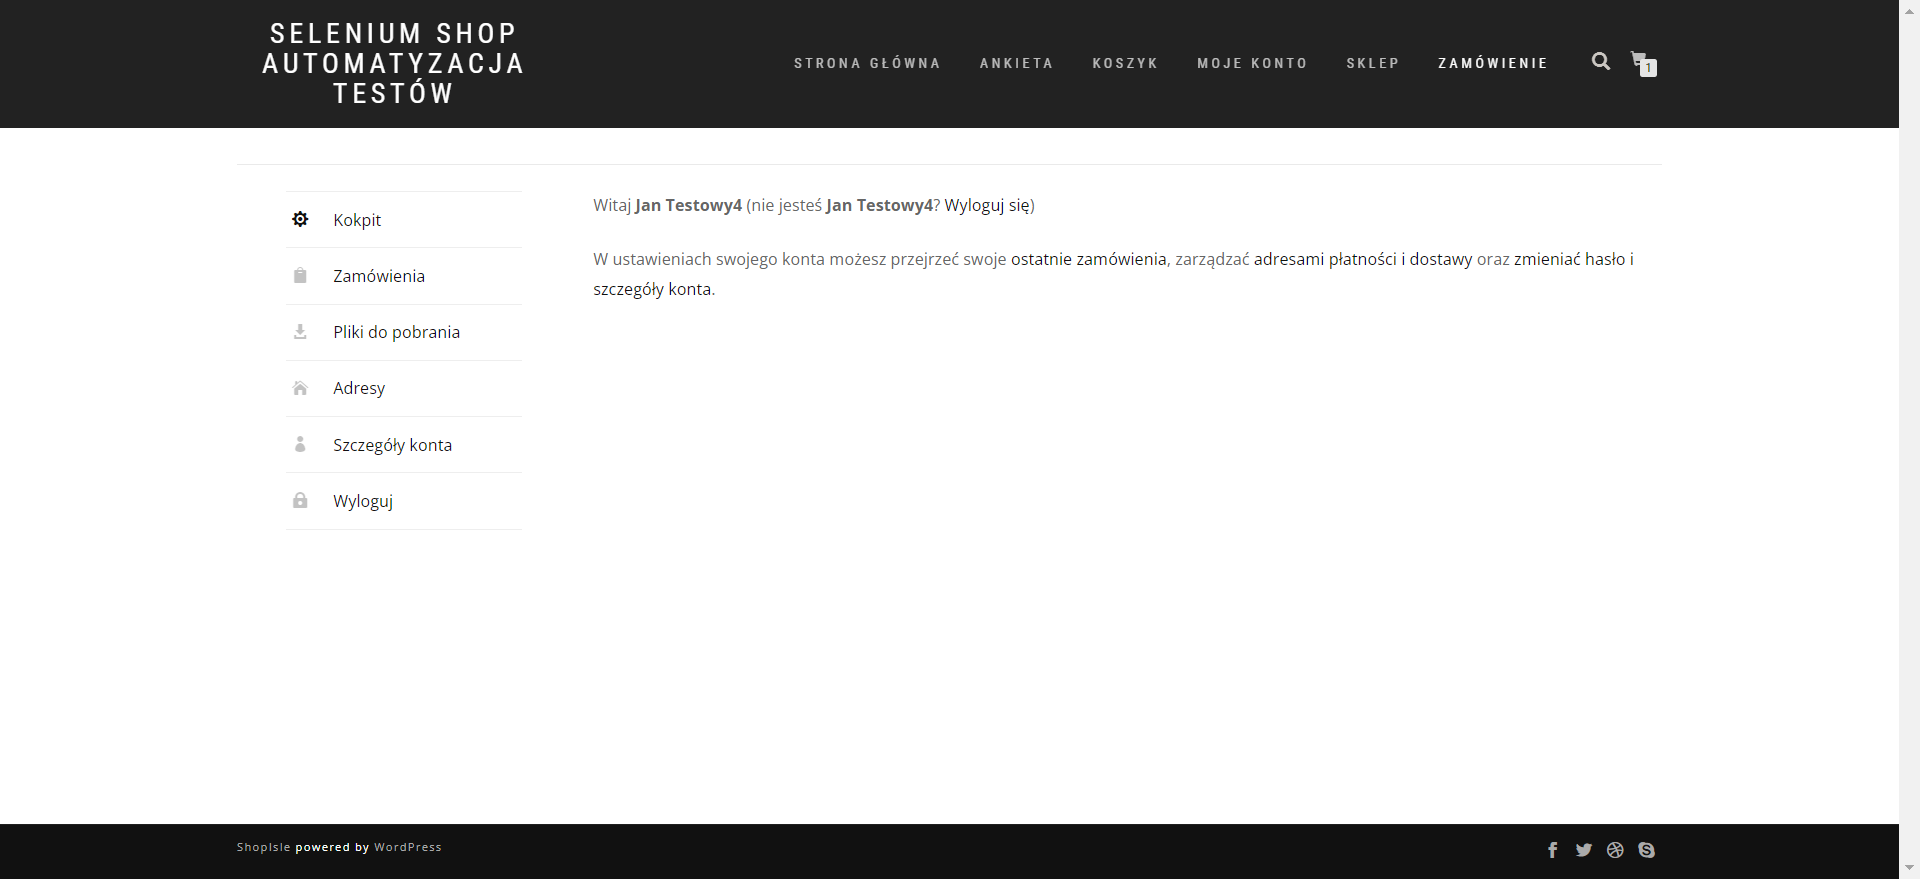 SELENIUM SHOP
AUTOMATYZACJA
TESTÓW
STRONA GŁÓWNA ANKIETA KOSZYK MOJE KONTO SKLEP ZAMÓWIENIE 1
Kokpit
Zamówienia
Pliki do pobrania
Adresy
Szczegóły konta
Wyloguj
Witaj Jan Testowy4 (nie jesteś Jan Testowy4? Wyloguj się)
W ustawieniach swojego konta możesz przejrzeć swoje ostatnie zamówienia, zarządzać adresami płatności i dostawy oraz zmieniać hasło i
szczegóły konta.
ShopIsle powered by WordPress